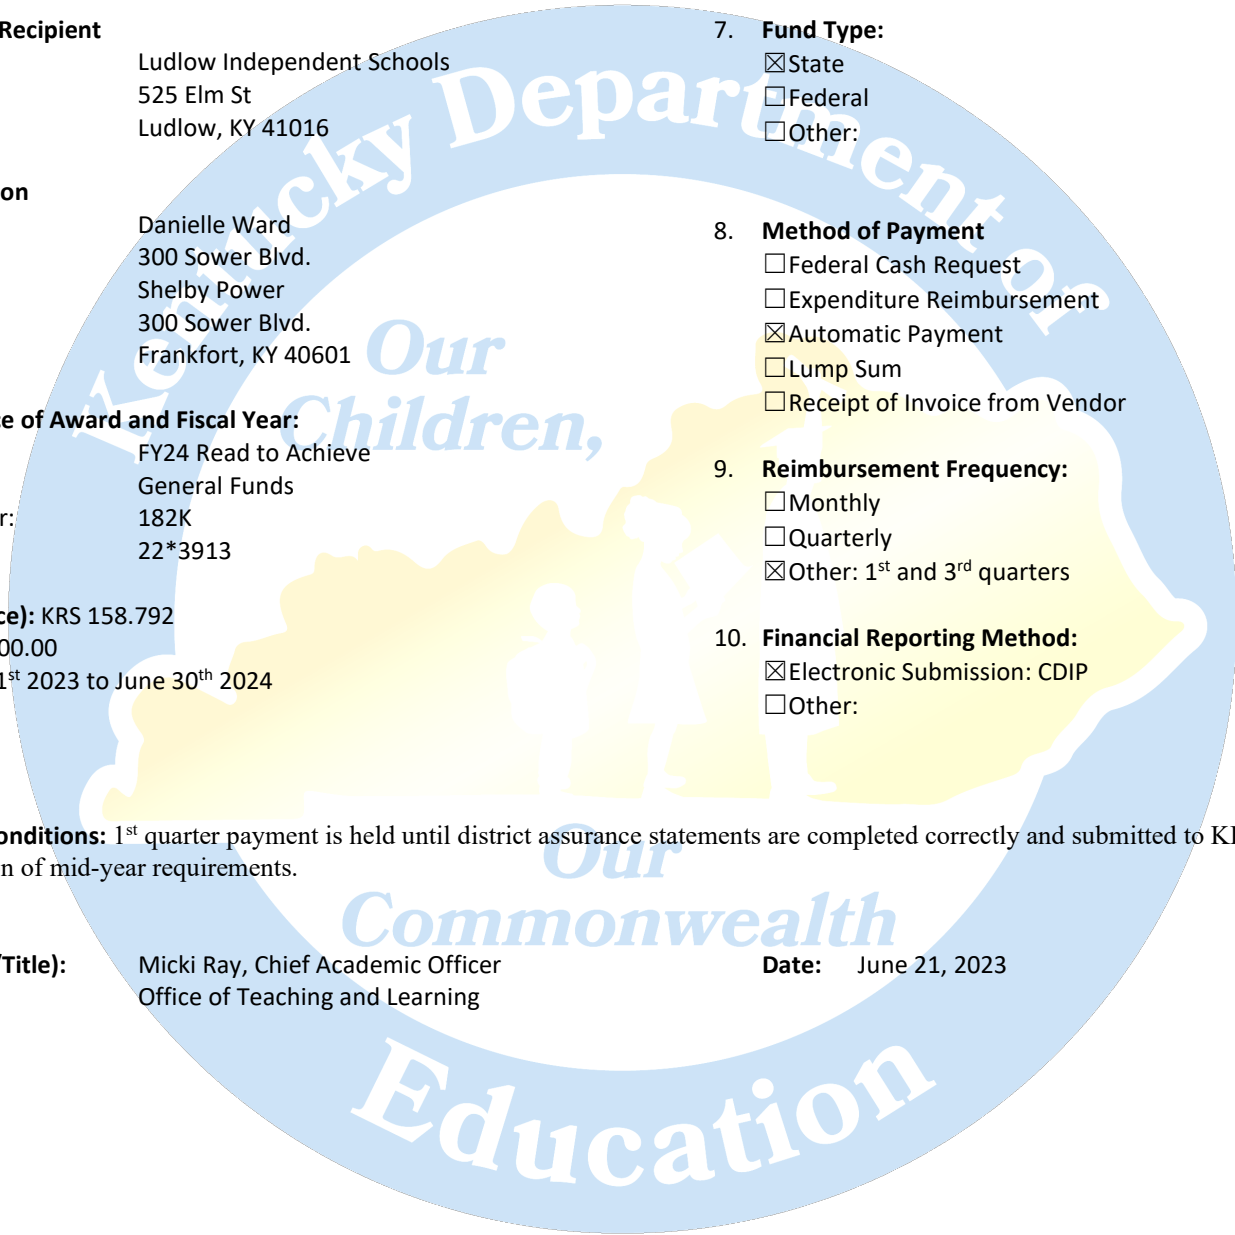 Recipient
Ludlow Independent Schools
525 Elm St
Ludlow, KY 41016
on
Danielle Ward
300 Sower Blvd.
Shelby Power
300 Sower Blvd.
Frankfort, KY 40601
ce of Award and Fiscal Year:
FY24 Read to Achieve
General Funds
r: 182K
22*3913
ce): KRS 158.792
00.00
1st 2023 to June 30th 2024
7. Fund Type:
☒State
☐Federal
☐Other:
8. Method of Payment
☐Federal Cash Request
☐Expenditure Reimbursement
☒Automatic Payment
☐Lump Sum
☐Receipt of Invoice from Vendor
9. Reimbursement Frequency:
☐Monthly
☐Quarterly
☒Other: 1st and 3rd quarters
10. Financial Reporting Method:
☒Electronic Submission: CDIP
☐Other:
onditions: 1st quarter payment is held until district assurance statements are completed correctly and submitted to
n of mid-year requirements.
/Title): Micki Ray, Chief Academic Officer
Office of Teaching and Learning
Date: June 21, 2023
Kentucky Department of
Education
Our
Children,
Our
Commonwealth